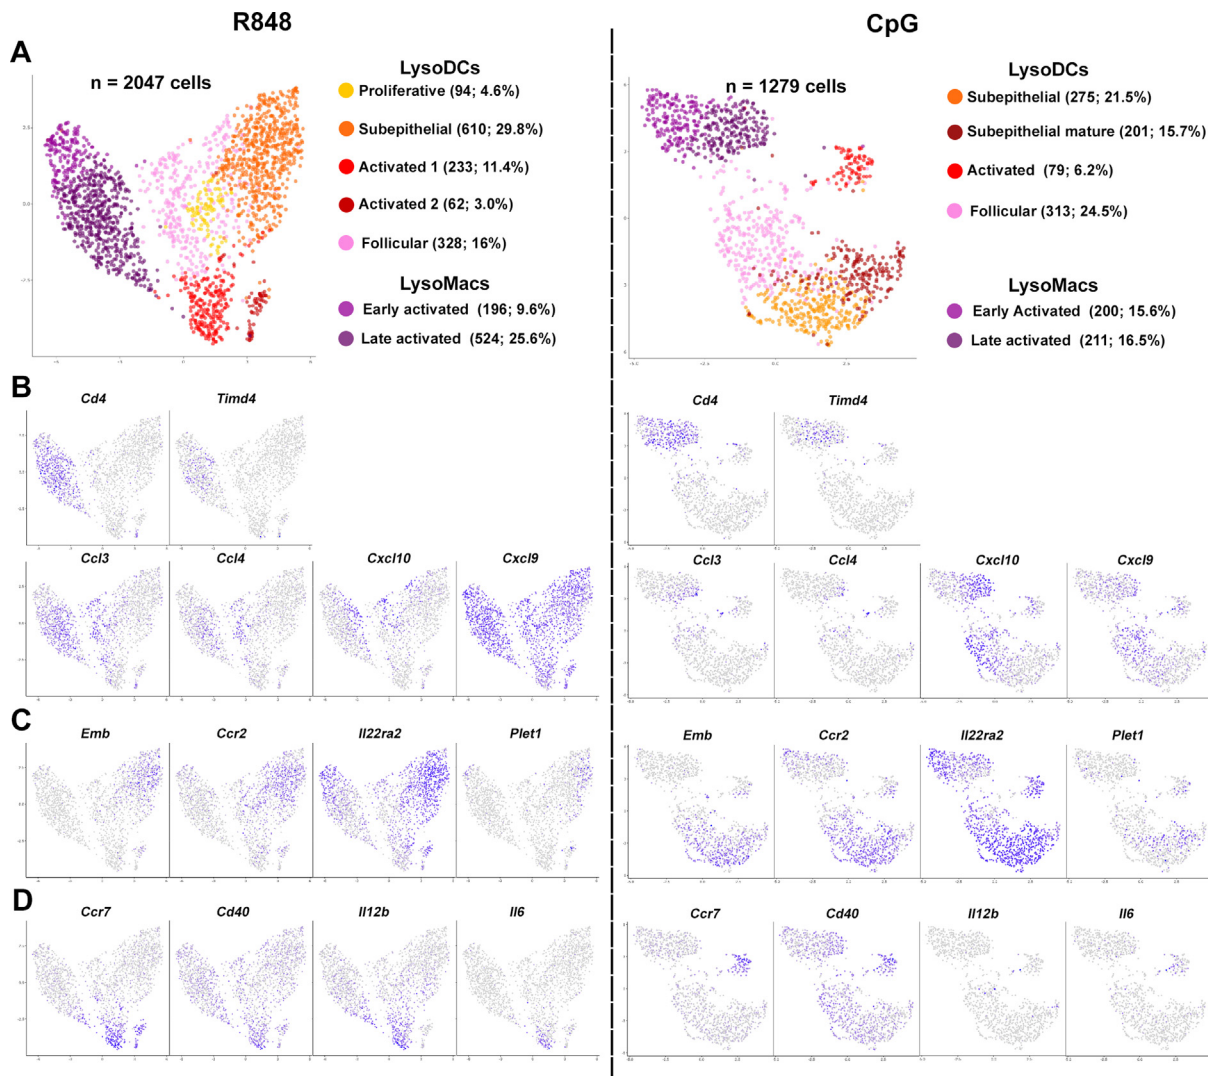 R848
CpG
A
n = 2047 cells
LysoDCs
Proliferative (94; 4.6%)
Subepithelial (610; 29.8%)
Activated 1 (233; 11.4%)
Activated 2 (62; 3.0%)
Follicular (328; 16%)
LysoMacs
Early activated (196; 9.6%)
Late activated (524; 25.6%)
n = 1279 cells
LysoDCs
Subepithelial (275; 21.5%)
Subepithelial mature (201; 15.7%)
Activated (79; 6.2%)
Follicular (313; 24.5%)
LysoMacs
Early Activated (200; 15.6%)
Late activated (211; 16.5%)
B
Cd4 Timd4
Cd4 Timd4
Ccl3 Ccl4 Cxcl10 Cxcl9
Ccl3 Ccl4 Cxcl10 Cxcl9
C
Emb Ccr2 Il22ra2 Plet1
Emb Ccr2 Il22ra2 Plet1
D
Ccr7 Cd40 Il12b Il6
Ccr7 Cd40 Il12b Il6